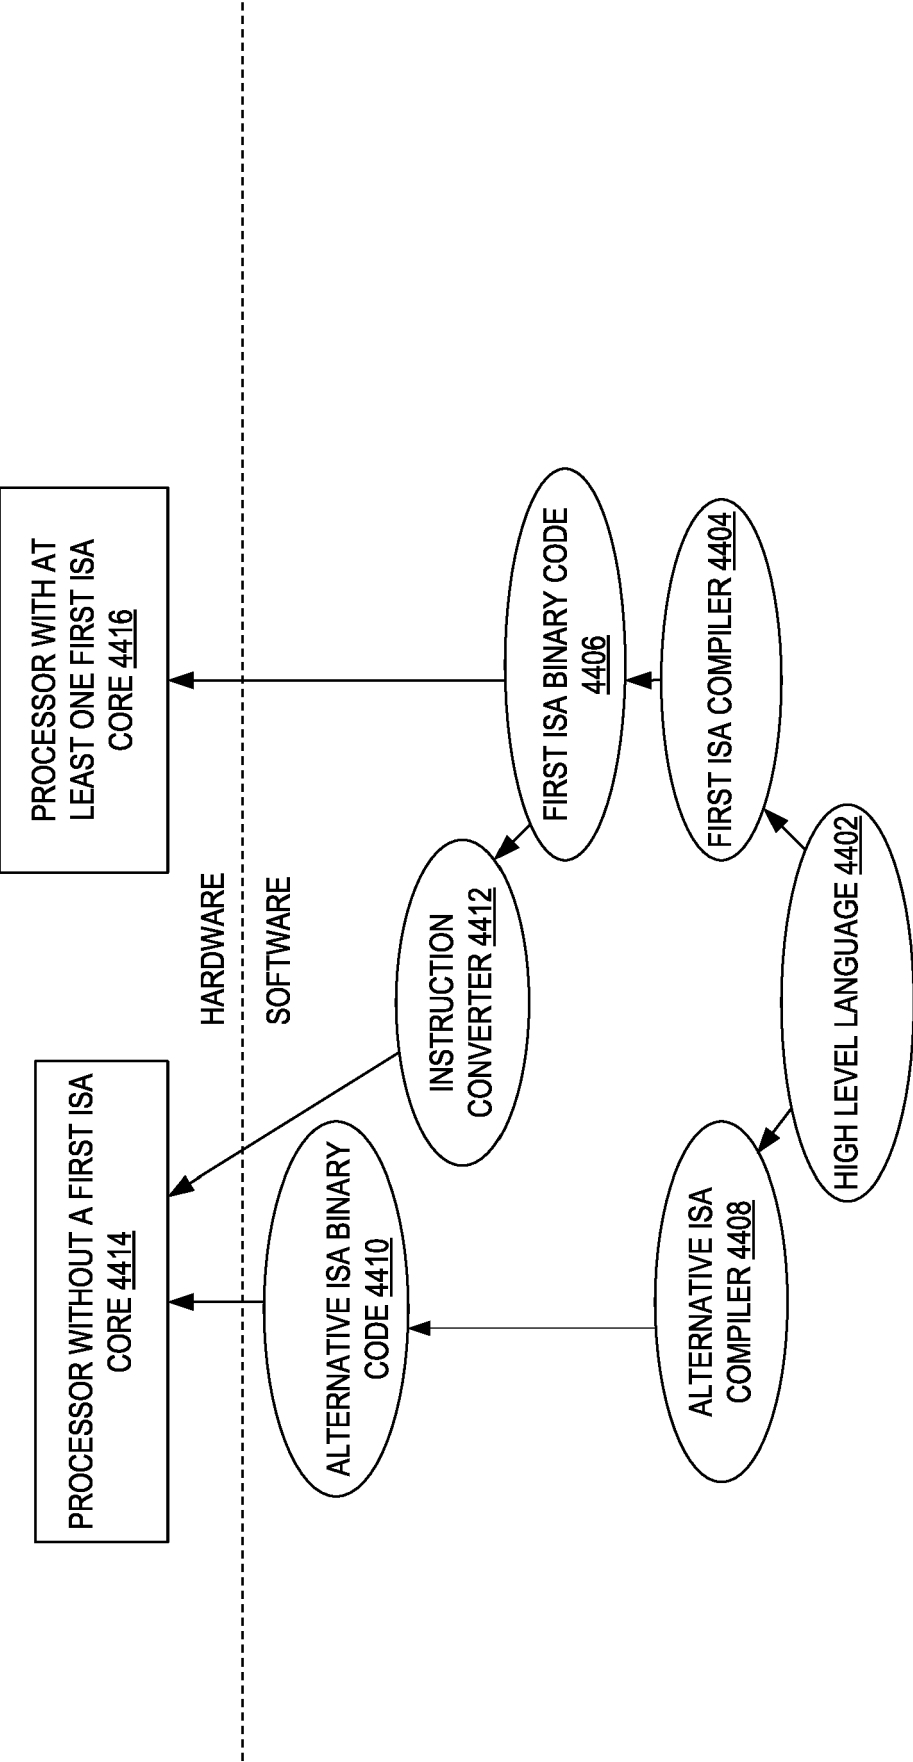 PROCESSOR WITHOUT A FIRST ISA
CORE 4414
PROCESSOR WITH AT
LEAST ONE FIRST ISA
CORE 4416
HARDWARE
SOFTWARE
ALTERNATIVE ISA BINARY
CODE 4410
INSTRUCTION
CONVERTER 4412
FIRST ISA BINARY CODE
4406
ALTERNATIVE ISA
COMPILER 4408
FIRST ISA COMPILER 4404
HIGH LEVEL LANGUAGE 4402